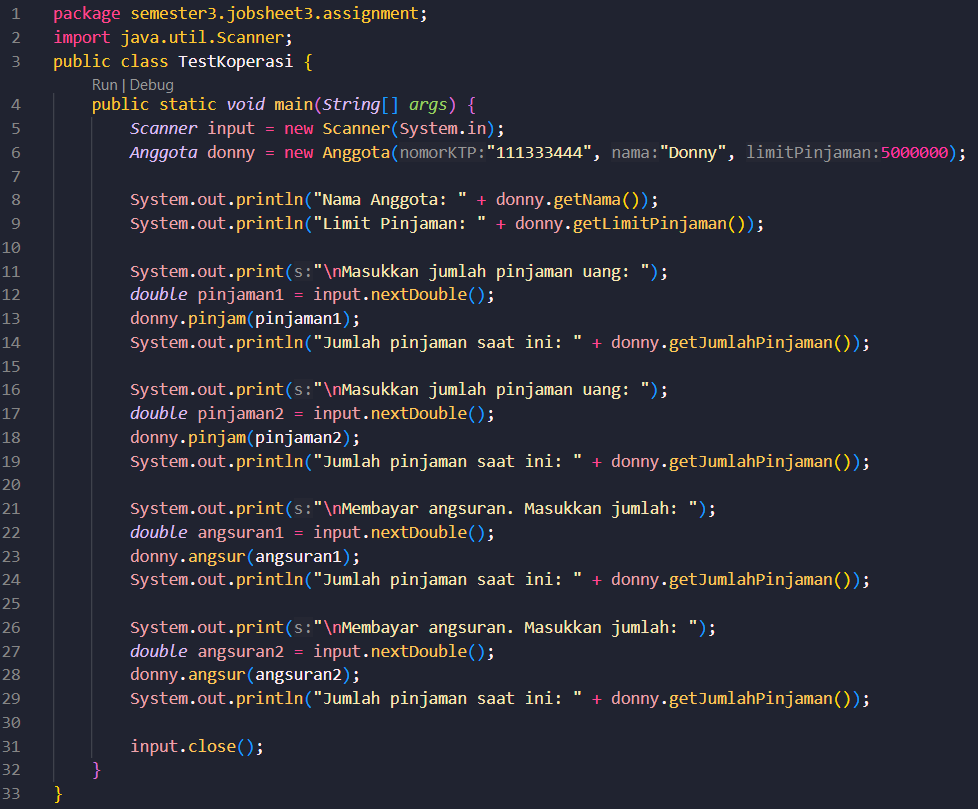 1 package semester3.jobsheet3.assignment;
2 import java.util.Scanner;
3 public class TestKoperasi {
Run | Debug
4 public static void main(String[] args) {
5 Scanner input = new Scanner(System.in);
6 Anggota donny = new Anggota(nomorKTP:"111333444", nama:"Donny", limitPinjaman:5000000);
7
8 System.out.println("Nama Anggota: " + donny.getNama());
9 System.out.println("Limit Pinjaman: " + donny.getLimitPinjaman());
10
11 System.out.print(s:"\nMasukkan jumlah pinjaman uang: ");
12 double pinjaman1 = input.nextDouble();
13 donny.pinjam(pinjaman1);
14 System.out.println("Jumlah pinjaman saat ini: " + donny.getJumlahPinjaman());
15
16 System.out.print(s:"\nMasukkan jumlah pinjaman uang: ");
17 double pinjaman2 = input.nextDouble();
18 donny.pinjam(pinjaman2);
19 System.out.println("Jumlah pinjaman saat ini: " + donny.getJumlahPinjaman());
20
21 System.out.print(s:"\nMembayar angsuran. Masukkan jumlah: ");
22 double angsuran1 = input.nextDouble();
23 donny.angsur(angsuran1);
24 System.out.println("Jumlah pinjaman saat ini: " + donny.getJumlahPinjaman());
25
26 System.out.print(s:"\nMembayar angsuran. Masukkan jumlah: ");
27 double angsuran2 = input.nextDouble();
28 donny.angsur(angsuran2);
29 System.out.println("Jumlah pinjaman saat ini: " + donny.getJumlahPinjaman());
30
31 input.close();
32 }
33 }